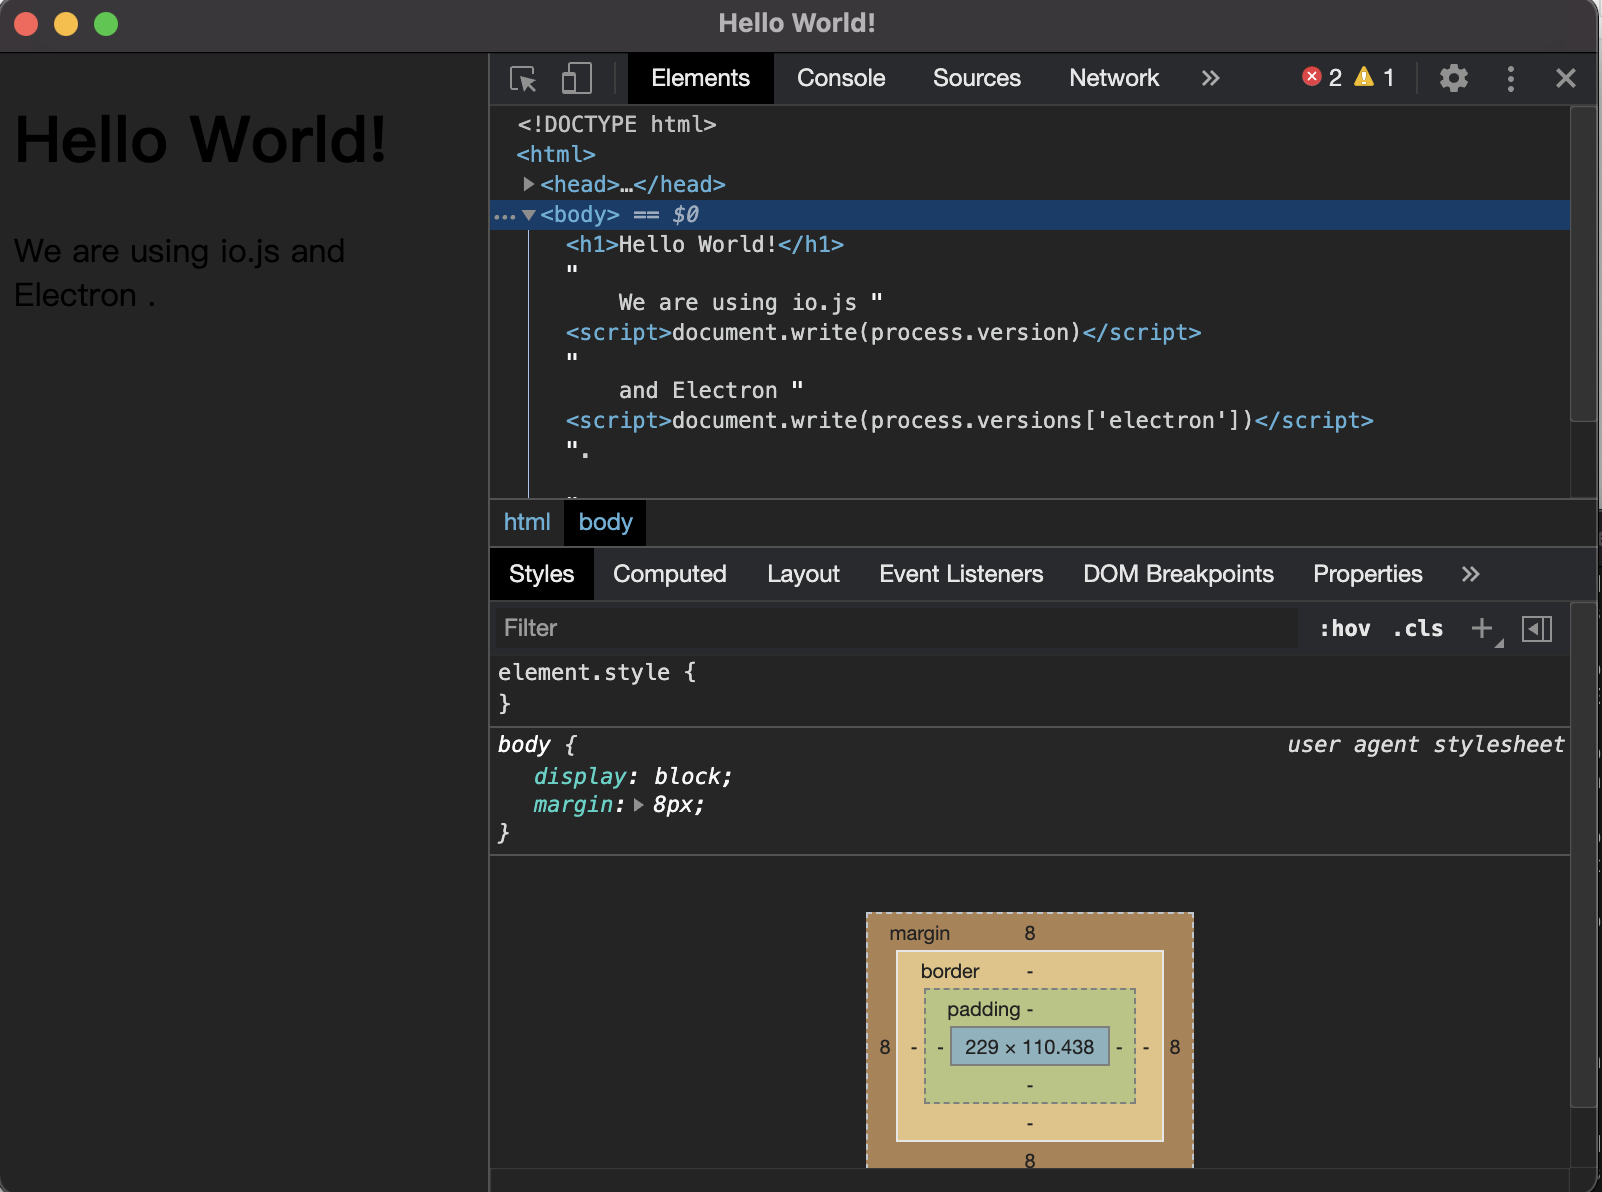 Hello World!
Hello World!
We are using io.js and
Electron .
Elements Console Sources Network » 2 1
<!DOCTYPE html>
<html>
<head>…</head>
<body> == $0
<h1>Hello World!</h1>
"
We are using io.js "
<script>document.write(process.version)</script>
"
and Electron "
<script>document.write(process.versions['electron'])</script>
".
"
html body
Styles Computed Layout Event Listeners DOM Breakpoints Properties »
Filter :hov .cls
element.style {
}
body { user agent stylesheet
display: block;
margin: 8px;
}
margin 8
border -
padding -
8 - - 229 × 110.438 - - 8
-
-
8